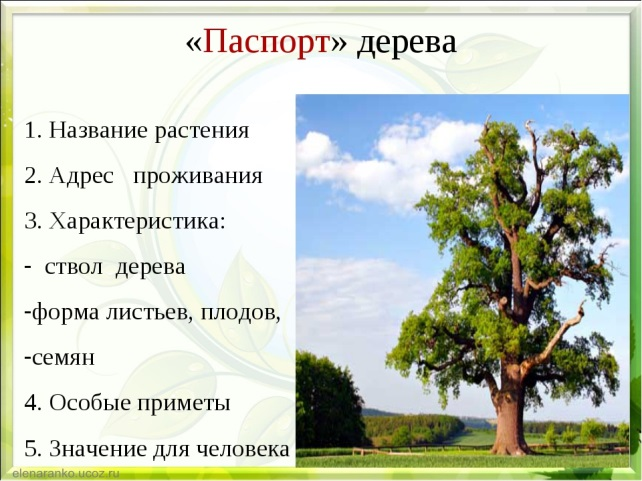 «Паспорт» дерева
1. Название растения
2. Адрес проживания
3. Характеристика:
- ствол дерева
-форма листьев, плодов,
-семян
4. Особые приметы
5. Значение для человека
elenaranko.ucoz.ru